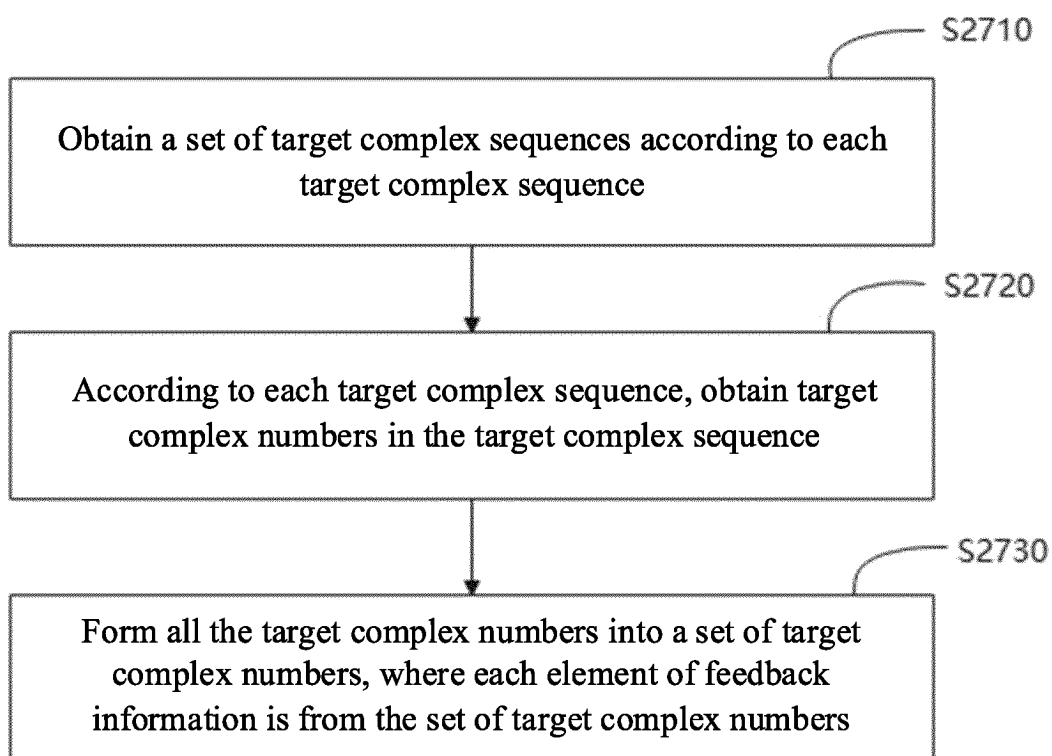 S2710
Obtain a set of target complex sequences according to each
target complex sequence
S2720
According to each target complex sequence, obtain target
complex numbers in the target complex sequence
S2730
Form all the target complex numbers into a set of target
complex numbers, where each element of feedback
information is from the set of target complex numbers